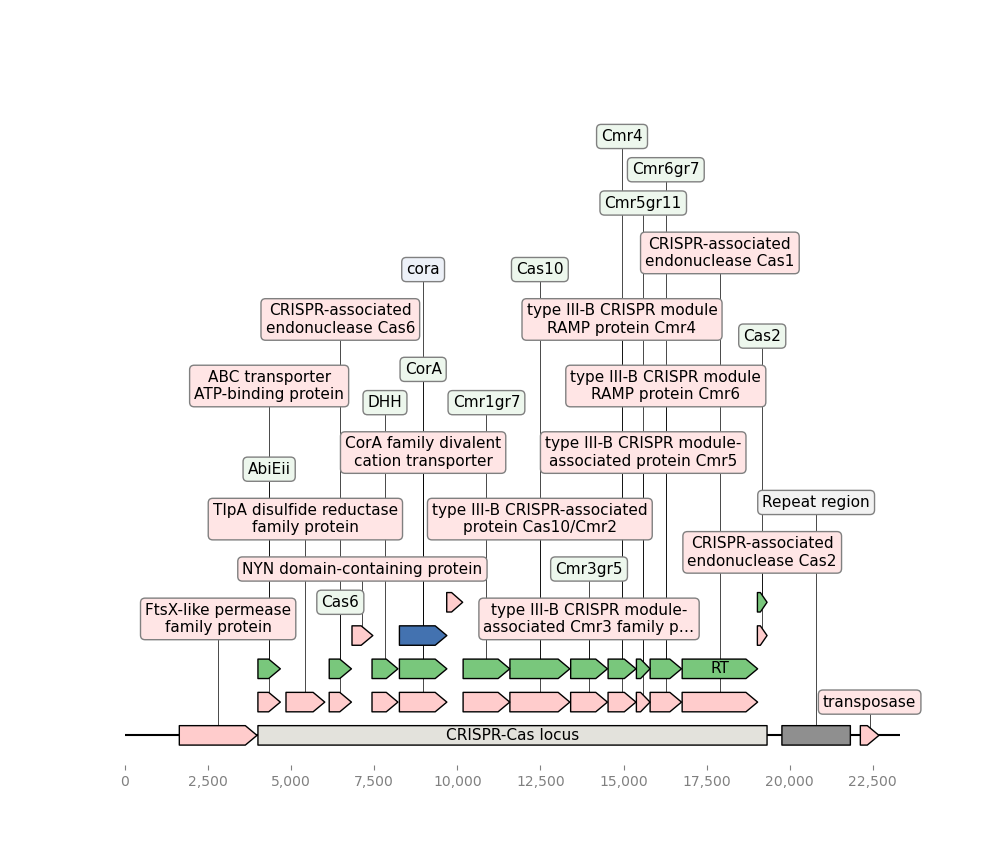 Cmr4
Cmr6gr7
Cmr5gr11
CRISPR-associated
endonuclease Cas1
cora
Cas10
CRISPR-associated
endonuclease Cas6
type III-B CRISPR module
RAMP protein Cmr4
Cas2
CorA
ABC transporter
ATP-binding protein
type III-B CRISPR module
RAMP protein Cmr6
DHH
Cmr1gr7
CorA family divalent
cation transporter
type III-B CRISPR module-
associated protein Cmr5
AbiEii
Repeat region
TlpA disulfide reductase
family protein
type III-B CRISPR-associated
protein Cas10/Cmr2
CRISPR-associated
endonuclease Cas2
NYN domain-containing protein
Cmr3gr5
Cas6
FtsX-like permease
family protein
type III-B CRISPR module-
associated Cmr3 family p...
RT
transposase
CRISPR-Cas locus
0
2,500
5,000
7,500
10,000
12,500
15,000
17,500
20,000
22,500